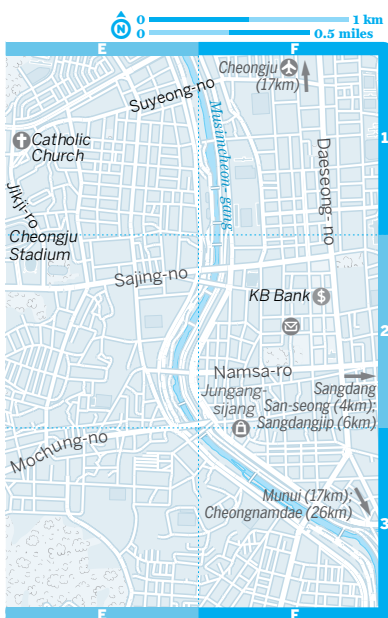 0 1 km
0 0.5 miles
N
E F
Cheongju
(17km)
Suyeong-no
Musimcheon-gang
1
Catholic
Church
Daeseong-no
Jikji-ro
Cheongju
Stadium
Sajing-no
KB Bank
$
2
Namsa-ro
Jungang-
sijang
Sangdang
San-seong (4km);
Sangdangjip (6km)
Mochung-no
Munui (17km);
Cheongnamdae (26km)
3
E F